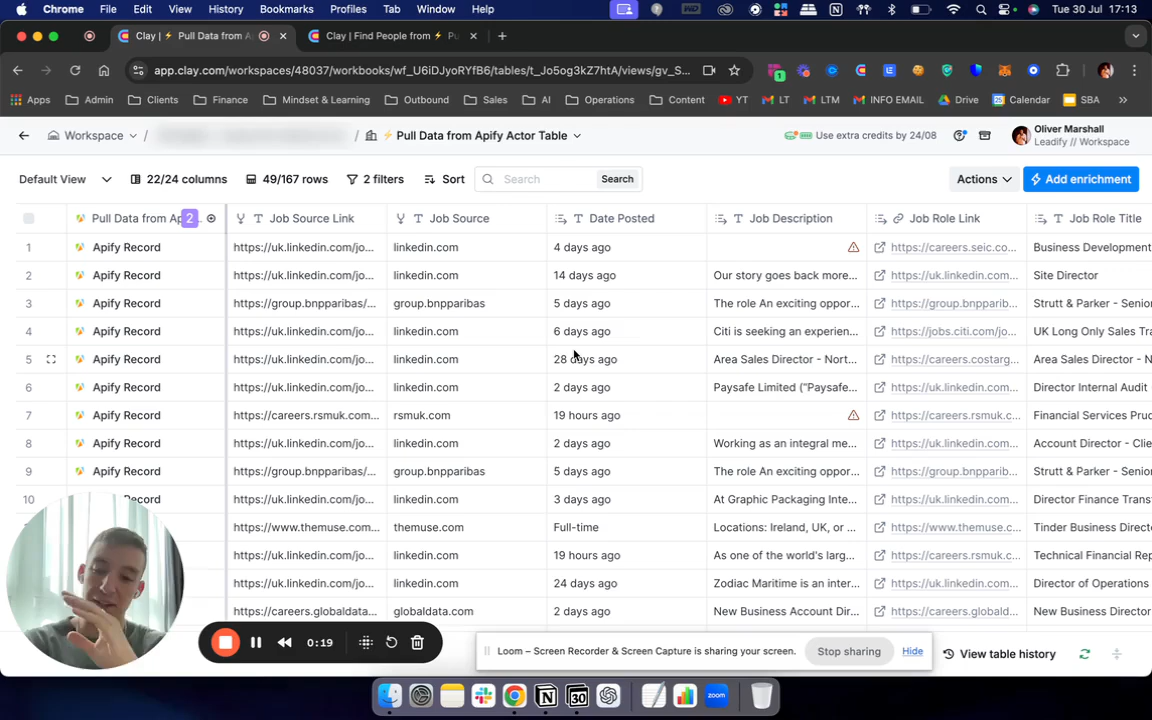 Chrome File Edit View History Bookmarks Profiles Tab Window Help Tue 30 Jul 17:13
Clay | ⚡ Pull Data from A
Clay | Find People from ⚡ Pu
app.clay.com/workspaces/48037/workbooks/wf_U6iDJyoRYfB6/tables/t_Jo5og3kZ7htA/views/gv_S...
Apps Admin Clients Finance Mindset & Learning Outbound Sales AI Operations Content YT LT LTM INFO EMAIL Drive Calendar SBA »
Workspace / / ⚡ Pull Data from Apify Actor Table
Use extra credits by 24/08
Oliver Marshall
Leadify // Workspace
Default View 22/24 columns 49/167 rows 2 filters Sort Search Search Actions Add enrichment
Pull Data from Ap 2 Job Source Link Job Source Date Posted Job Description Job Role Link Job Role Title
1 Apify Record https://uk.linkedin.com/jo... linkedin.com 4 days ago https://careers.seic.co... Business Development
2 Apify Record https://uk.linkedin.com/jo... linkedin.com 14 days ago Our story goes back more... https://uk.linkedin.com... Site Director
3 Apify Record https://group.bnpparibas/... group.bnpparibas 5 days ago The role An exciting oppor... https://group.bnpparib... Strutt & Parker - Senio
4 Apify Record https://uk.linkedin.com/jo... linkedin.com 6 days ago Citi is seeking an experien... https://jobs.citi.com/jo... UK Long Only Sales Tra
5 Apify Record https://uk.linkedin.com/jo... linkedin.com 28 days ago Area Sales Director - Nort... https://careers.costarg... Area Sales Director - N
6 Apify Record https://uk.linkedin.com/jo... linkedin.com 2 days ago Paysafe Limited ("Paysafe... https://uk.linkedin.com... Director Internal Audit
7 Apify Record https://careers.rsmuk.com... rsmuk.com 19 hours ago https://careers.rsmuk.c... Financial Services Pruc
8 Apify Record https://uk.linkedin.com/jo... linkedin.com 2 days ago Working as an integral me... https://uk.linkedin.com... Account Director - Clie
9 Apify Record https://group.bnpparibas/... group.bnpparibas 5 days ago The role An exciting oppor... https://group.bnpparib... Strutt & Parker - Senio
10 Record https://uk.linkedin.com/jo... linkedin.com 3 days ago At Graphic Packaging Inte... https://uk.linkedin.com... Director Finance Trans
https://www.themuse.com... themuse.com Full-time Locations: Ireland, UK, or ... https://www.themuse.c... Tinder Business Direct
https://uk.linkedin.com/jo... linkedin.com 19 hours ago As one of the world's larg... https://careers.rsmuk.c... Technical Financial Rep
https://uk.linkedin.com/jo... linkedin.com 24 days ago Zodiac Maritime is an inter... https://uk.linkedin.com... Director of Operations
https://careers.globaldata... globaldata.com 2 days ago New Business Account Dir... https://careers.globald... New Business Director
0:19
Loom – Screen Recorder & Screen Capture is sharing your screen. Stop sharing Hide
View table history
30